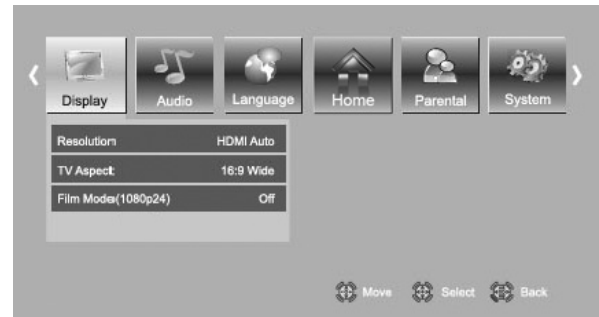 Display Audio Language Home Parental System
Resolution: HDMI Auto
TV Aspect: 16:9 Wide
Film Mode:(1080p24) Off
Move Select Back